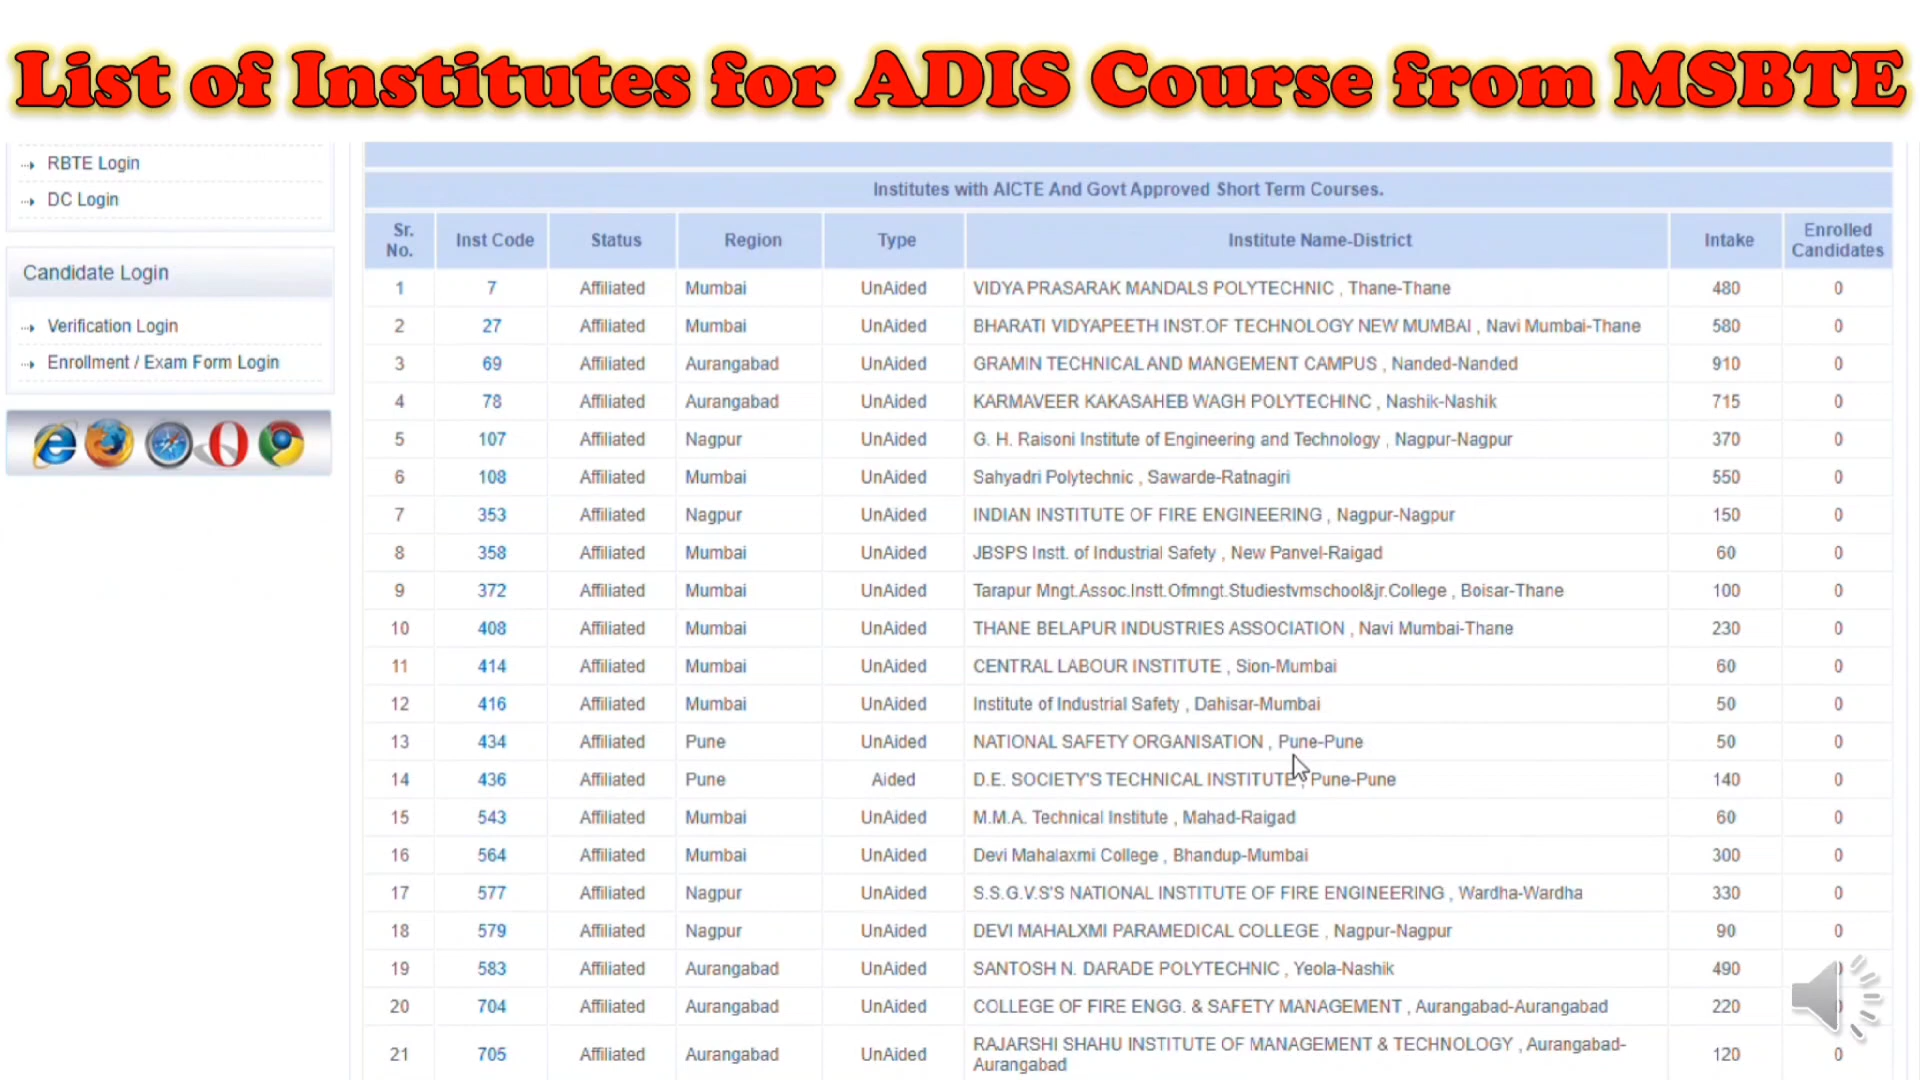 List of Institutes for ADIS Course from MSBTE
RBTE Login
DC Login
Candidate Login
Verification Login
Enrollment / Exam Form Login
Institutes with AICTE And Govt Approved Short Term Courses.
Sr. No. Inst Code Status Region Type Institute Name-District Intake Enrolled Candidates
1 7 Affiliated Mumbai UnAided VIDYA PRASARAK MANDALS POLYTECHNIC , Thane-Thane 480 0
2 27 Affiliated Mumbai UnAided BHARATI VIDYAPEETH INST.OF TECHNOLOGY NEW MUMBAI , Navi Mumbai-Thane 580 0
3 69 Affiliated Aurangabad UnAided GRAMIN TECHNICAL AND MANGEMENT CAMPUS , Nanded-Nanded 910 0
4 78 Affiliated Aurangabad UnAided KARMAVEER KAKASAHEB WAGH POLYTECHINC , Nashik-Nashik 715 0
5 107 Affiliated Nagpur UnAided G. H. Raisoni Institute of Engineering and Technology , Nagpur-Nagpur 370 0
6 108 Affiliated Mumbai UnAided Sahyadri Polytechnic , Sawarde-Ratnagiri 550 0
7 353 Affiliated Nagpur UnAided INDIAN INSTITUTE OF FIRE ENGINEERING , Nagpur-Nagpur 150 0
8 358 Affiliated Mumbai UnAided JBSPS Instt. of Industrial Safety , New Panvel-Raigad 60 0
9 372 Affiliated Mumbai UnAided Tarapur Mngt.Assoc.Instt.Ofmngt.Studiestvmschool&jr.College , Boisar-Thane 100 0
10 408 Affiliated Mumbai UnAided THANE BELAPUR INDUSTRIES ASSOCIATION , Navi Mumbai-Thane 230 0
11 414 Affiliated Mumbai UnAided CENTRAL LABOUR INSTITUTE , Sion-Mumbai 60 0
12 416 Affiliated Mumbai UnAided Institute of Industrial Safety , Dahisar-Mumbai 50 0
13 434 Affiliated Pune UnAided NATIONAL SAFETY ORGANISATION , Pune-Pune 50 0
14 436 Affiliated Pune Aided D.E. SOCIETY'S TECHNICAL INSTITUTE , Pune-Pune 140 0
15 543 Affiliated Mumbai UnAided M.M.A. Technical Institute , Mahad-Raigad 60 0
16 564 Affiliated Mumbai UnAided Devi Mahalaxmi College , Bhandup-Mumbai 300 0
17 577 Affiliated Nagpur UnAided S.S.G.V.S'S NATIONAL INSTITUTE OF FIRE ENGINEERING , Wardha-Wardha 330 0
18 579 Affiliated Nagpur UnAided DEVI MAHALXMI PARAMEDICAL COLLEGE , Nagpur-Nagpur 90 0
19 583 Affiliated Aurangabad UnAided SANTOSH N. DARADE POLYTECHNIC , Yeola-Nashik 490
20 704 Affiliated Aurangabad UnAided COLLEGE OF FIRE ENGG. & SAFETY MANAGEMENT , Aurangabad-Aurangabad 220
21 705 Affiliated Aurangabad UnAided RAJARSHI SHAHU INSTITUTE OF MANAGEMENT & TECHNOLOGY , Aurangabad-
Aurangabad 120 0